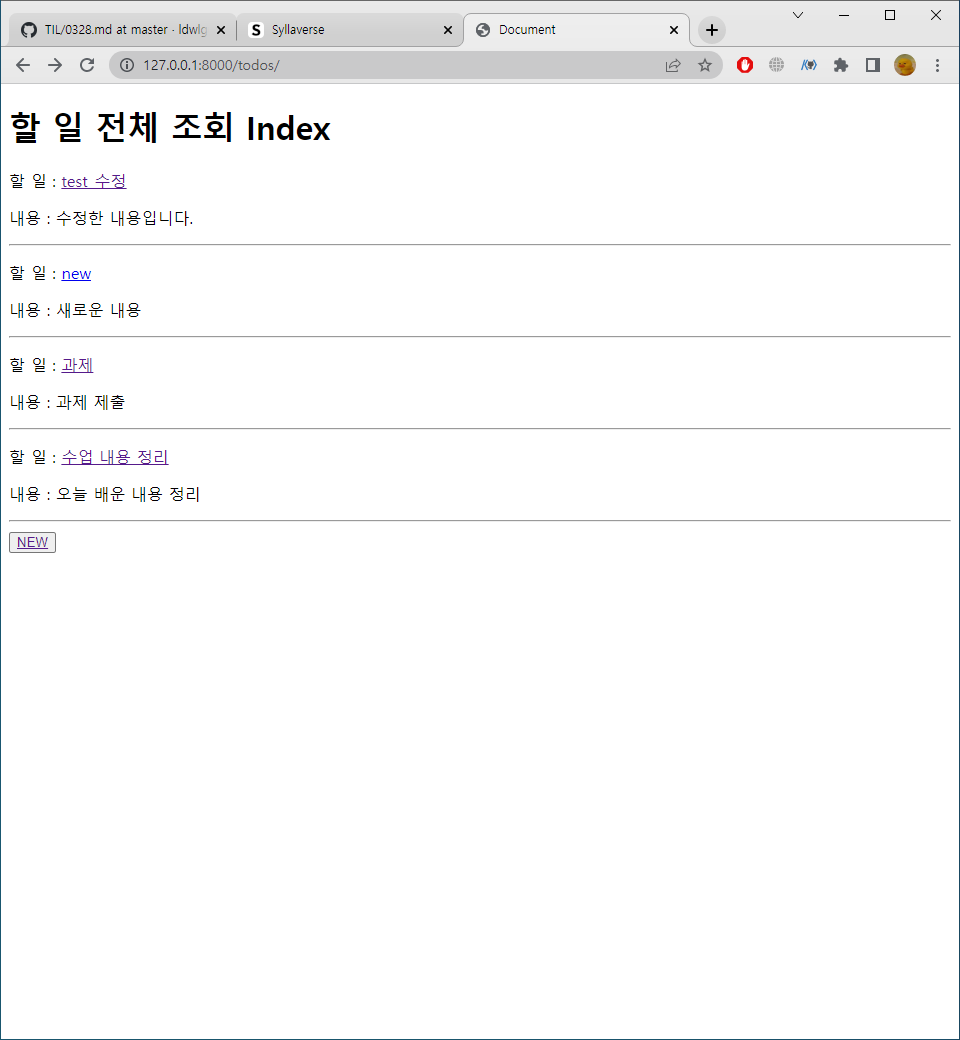 TIL/0328.md at master · ldwlg
Syllaverse
Document
127.0.0.1:8000/todos/
할 일 전체 조회 Index
할 일 : test 수정
내용 : 수정한 내용입니다.
할 일 : new
내용 : 새로운 내용
할 일 : 과제
내용 : 과제 제출
할 일 : 수업 내용 정리
내용 : 오늘 배운 내용 정리
NEW